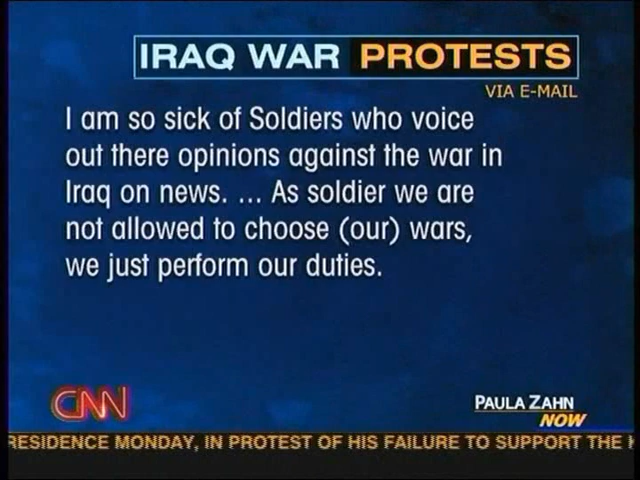 IRAQ WAR PROTESTS
VIA E-MAIL
I am so sick of Soldiers who voice
out there opinions against the war in
Iraq on news. ... As soldier we are
not allowed to choose (our) wars,
we just perform our duties.
CNN
PAULA ZAHN
NOW
RESIDENCE MONDAY, IN PROTEST OF HIS FAILURE TO SUPPORT THE